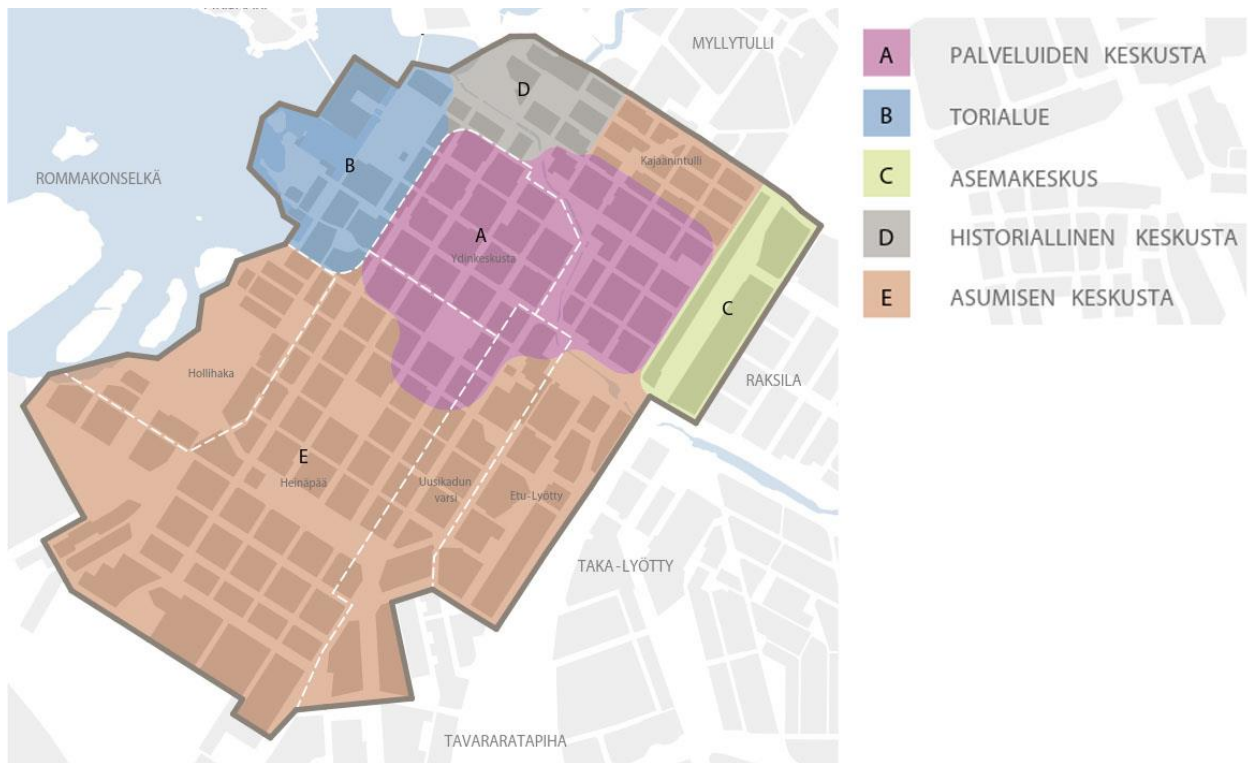 MYLLYTULLI
D
Kajaanintulli
B
ROMMAKONSELKÄ
A
Ydinkeskusta
C
Hollihaka
RAKSILA
E
Heinäpää
Uusikadun
varsi
Etu-Lyötty
TAKA-LYÖTTY
TAVARARATAPIHA
A PALVELUIDEN KESKUSTA
B TORIALUE
C ASEMAKESKUS
D HISTORIALLINEN KESKUSTA
E ASUMISEN KESKUSTA